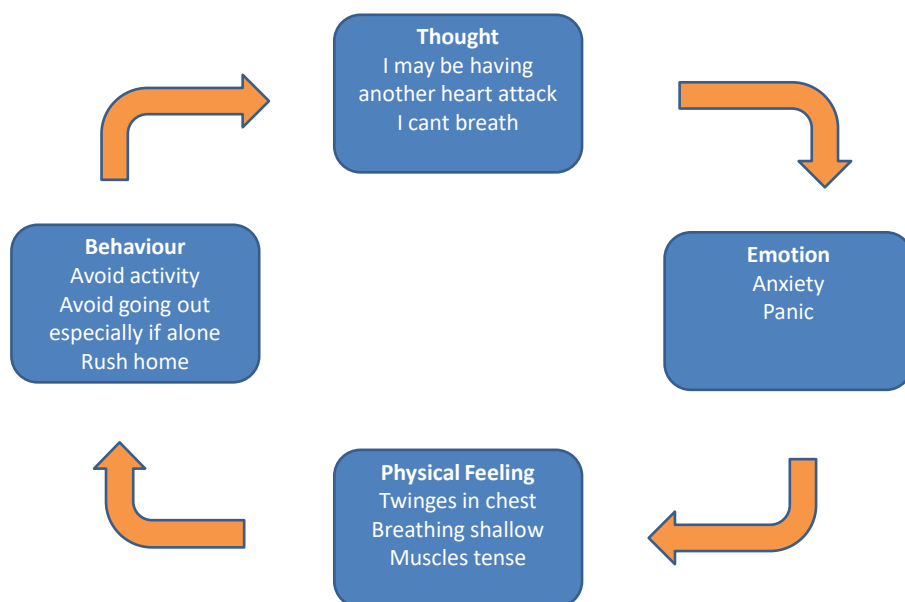 Thought
I may be having
another heart attack
I cant breath
Behaviour
Avoid activity
Avoid going out
especially if alone
Rush home
Emotion
Anxiety
Panic
Physical Feeling
Twinges in chest
Breathing shallow
Muscles tense